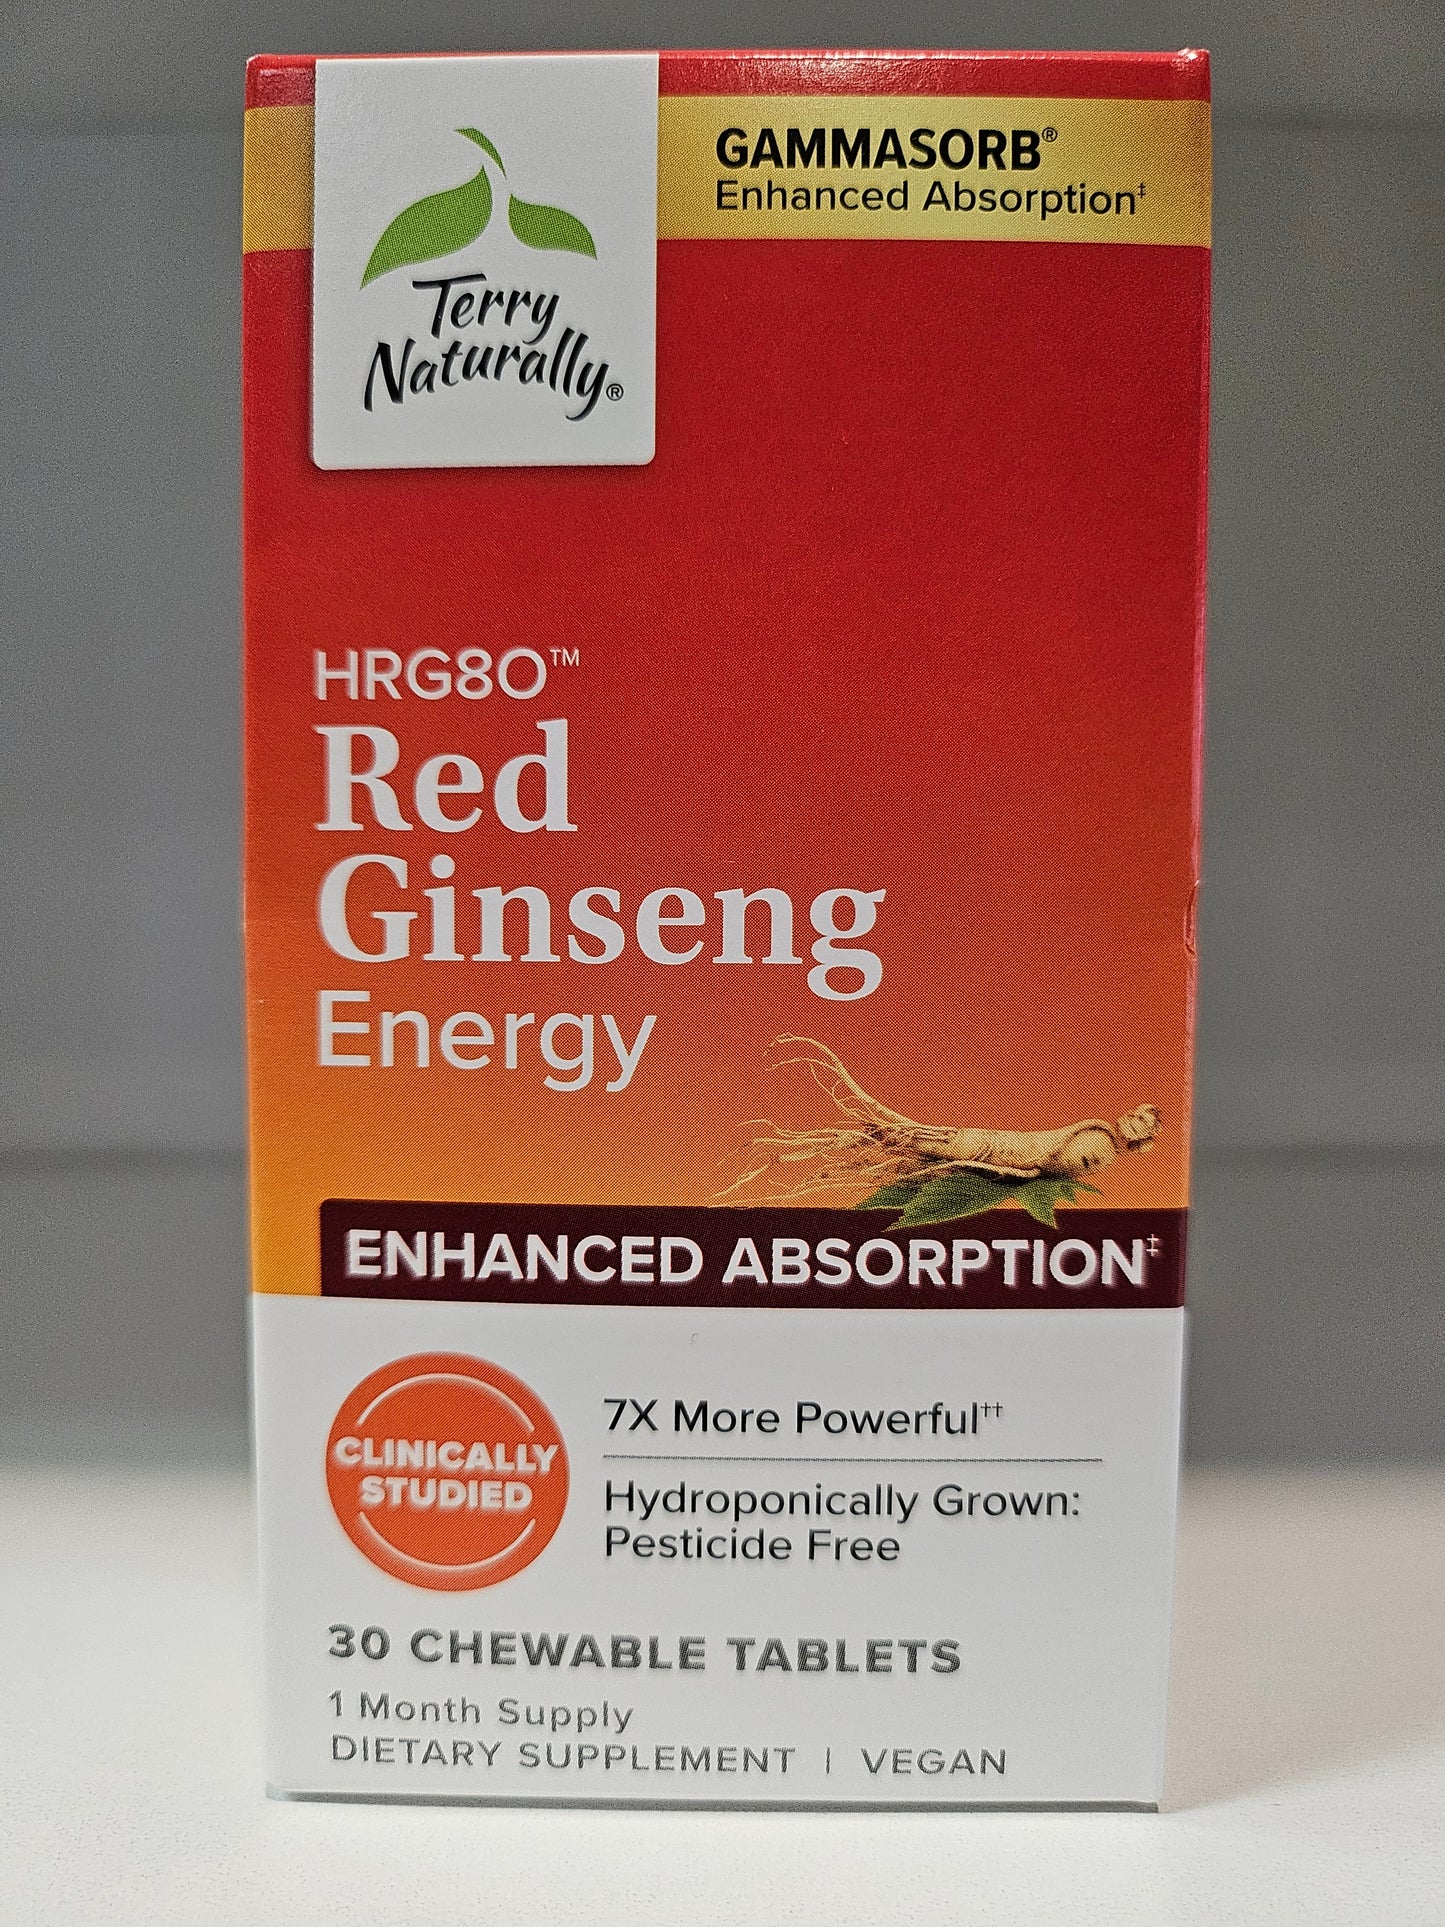 GAMMASORB®
Enhanced Absorption‡
Terry
Naturally®
HRG80™
Red
Ginseng
Energy
ENHANCED ABSORPTION‡
CLINICALLY
STUDIED
7X More Powerful††
Hydroponically Grown:
Pesticide Free
30 CHEWABLE TABLETS
1 Month Supply
DIETARY SUPPLEMENT | VEGAN